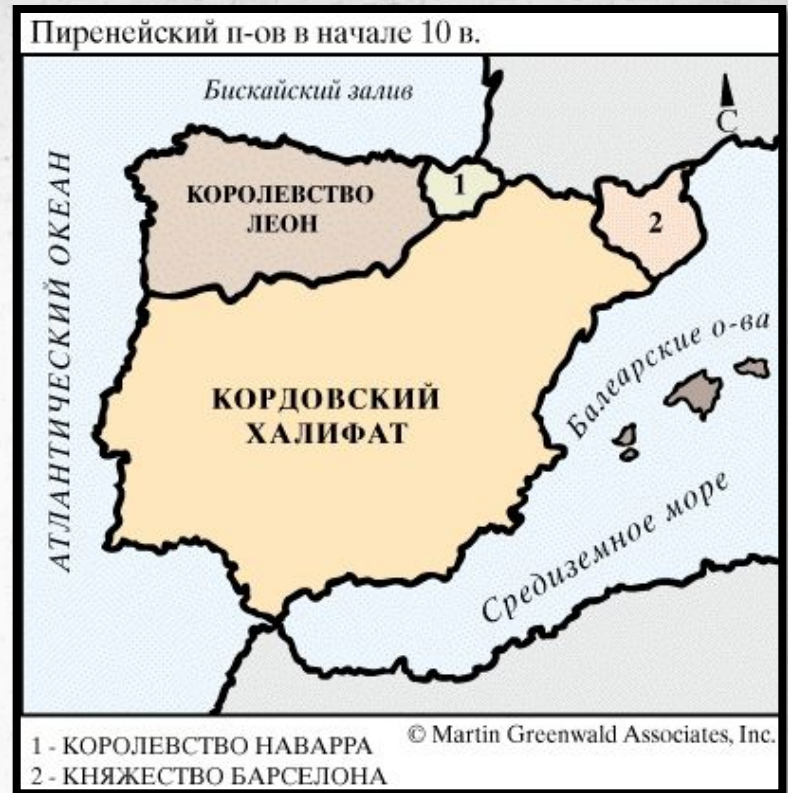 Пиренейский п-ов в начале 10 в.
Бискайский залив
С
АТЛАНТИЧЕСКИЙ ОКЕАН
КОРОЛЕВСТВО
ЛЕОН
1
2
КОРДОВСКИЙ
ХАЛИФАТ
Балеарские о-ва
Средиземное море
1 - КОРОЛЕВСТВО НАВАРРА
© Martin Greenwald Associates, Inc.
2 - КНЯЖЕСТВО БАРСЕЛОНА